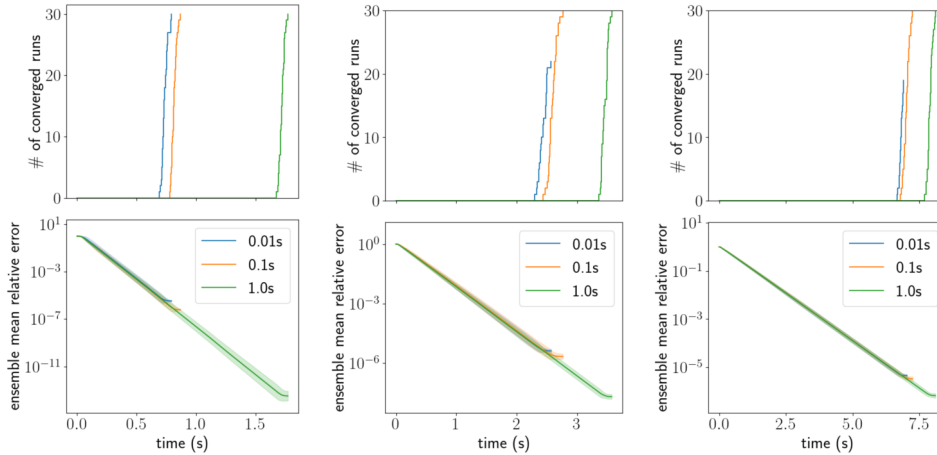 # of converged runs
30
20
10
0
# of converged runs
30
20
10
0
# of converged runs
30
20
10
0
ensemble mean relative error
10^1
10^-3
10^-7
10^-11
0.01s
0.1s
1.0s
0.0 0.5 1.0 1.5
time (s)
ensemble mean relative error
10^0
10^-3
10^-6
0.01s
0.1s
1.0s
0 1 2 3
time (s)
ensemble mean relative error
10^-1
10^-3
10^-5
0.01s
0.1s
1.0s
0.0 2.5 5.0 7.5
time (s)